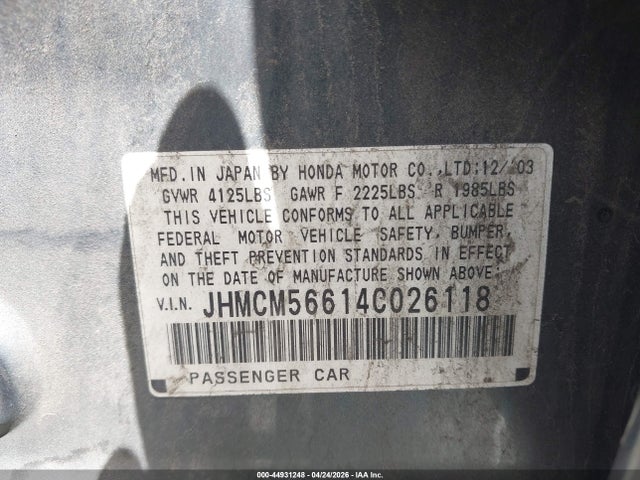 MFD. IN JAPAN BY HONDA MOTOR CO.,LTD:12/'03
GVWR 4125LBS GAWR F 2225LBS R 1985LBS
THIS VEHICLE CONFORMS TO ALL APPLICABLE
FEDERAL MOTOR VEHICLE SAFETY, BUMPER,
AND THEFT PREVENTION STANDARDS IN EFFECT
ON THE DATE OF MANUFACTURE SHOWN ABOVE.
V.I.N. JHMCM56614C026118
PASSENGER CAR
000-44931248 - 04/24/2026 - IAA Inc.